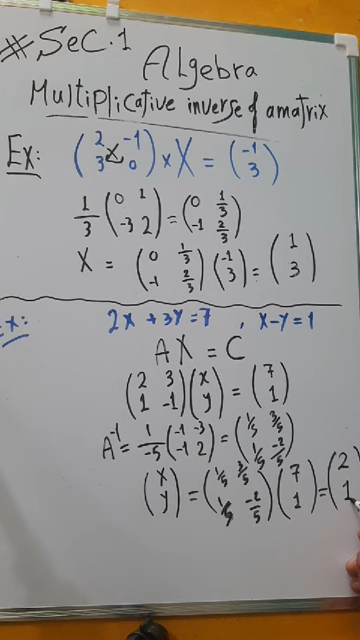 # SEC. 1
Algebra
Multiplicative inverse of a matrix
Ex: (2 -1; 3 0) × X = (-1; 3)
1/3 (0 1; -3 2) = (0 1/3; -1 2/3)
X = (0 1/3; -1 2/3) (-1; 3) = (1; 3)
Ex: 2x + 3y = 7 , x - y = 1
AX = C
(2 3; 1 -1) (x; y) = (7; 1)
A^-1 = 1/-5 (-1 -3; -1 2) = (1/5 3/5; 1/5 -2/5)
(x; y) = (1/5 3/5; 1/5 -2/5) (7; 1) = (2; 1